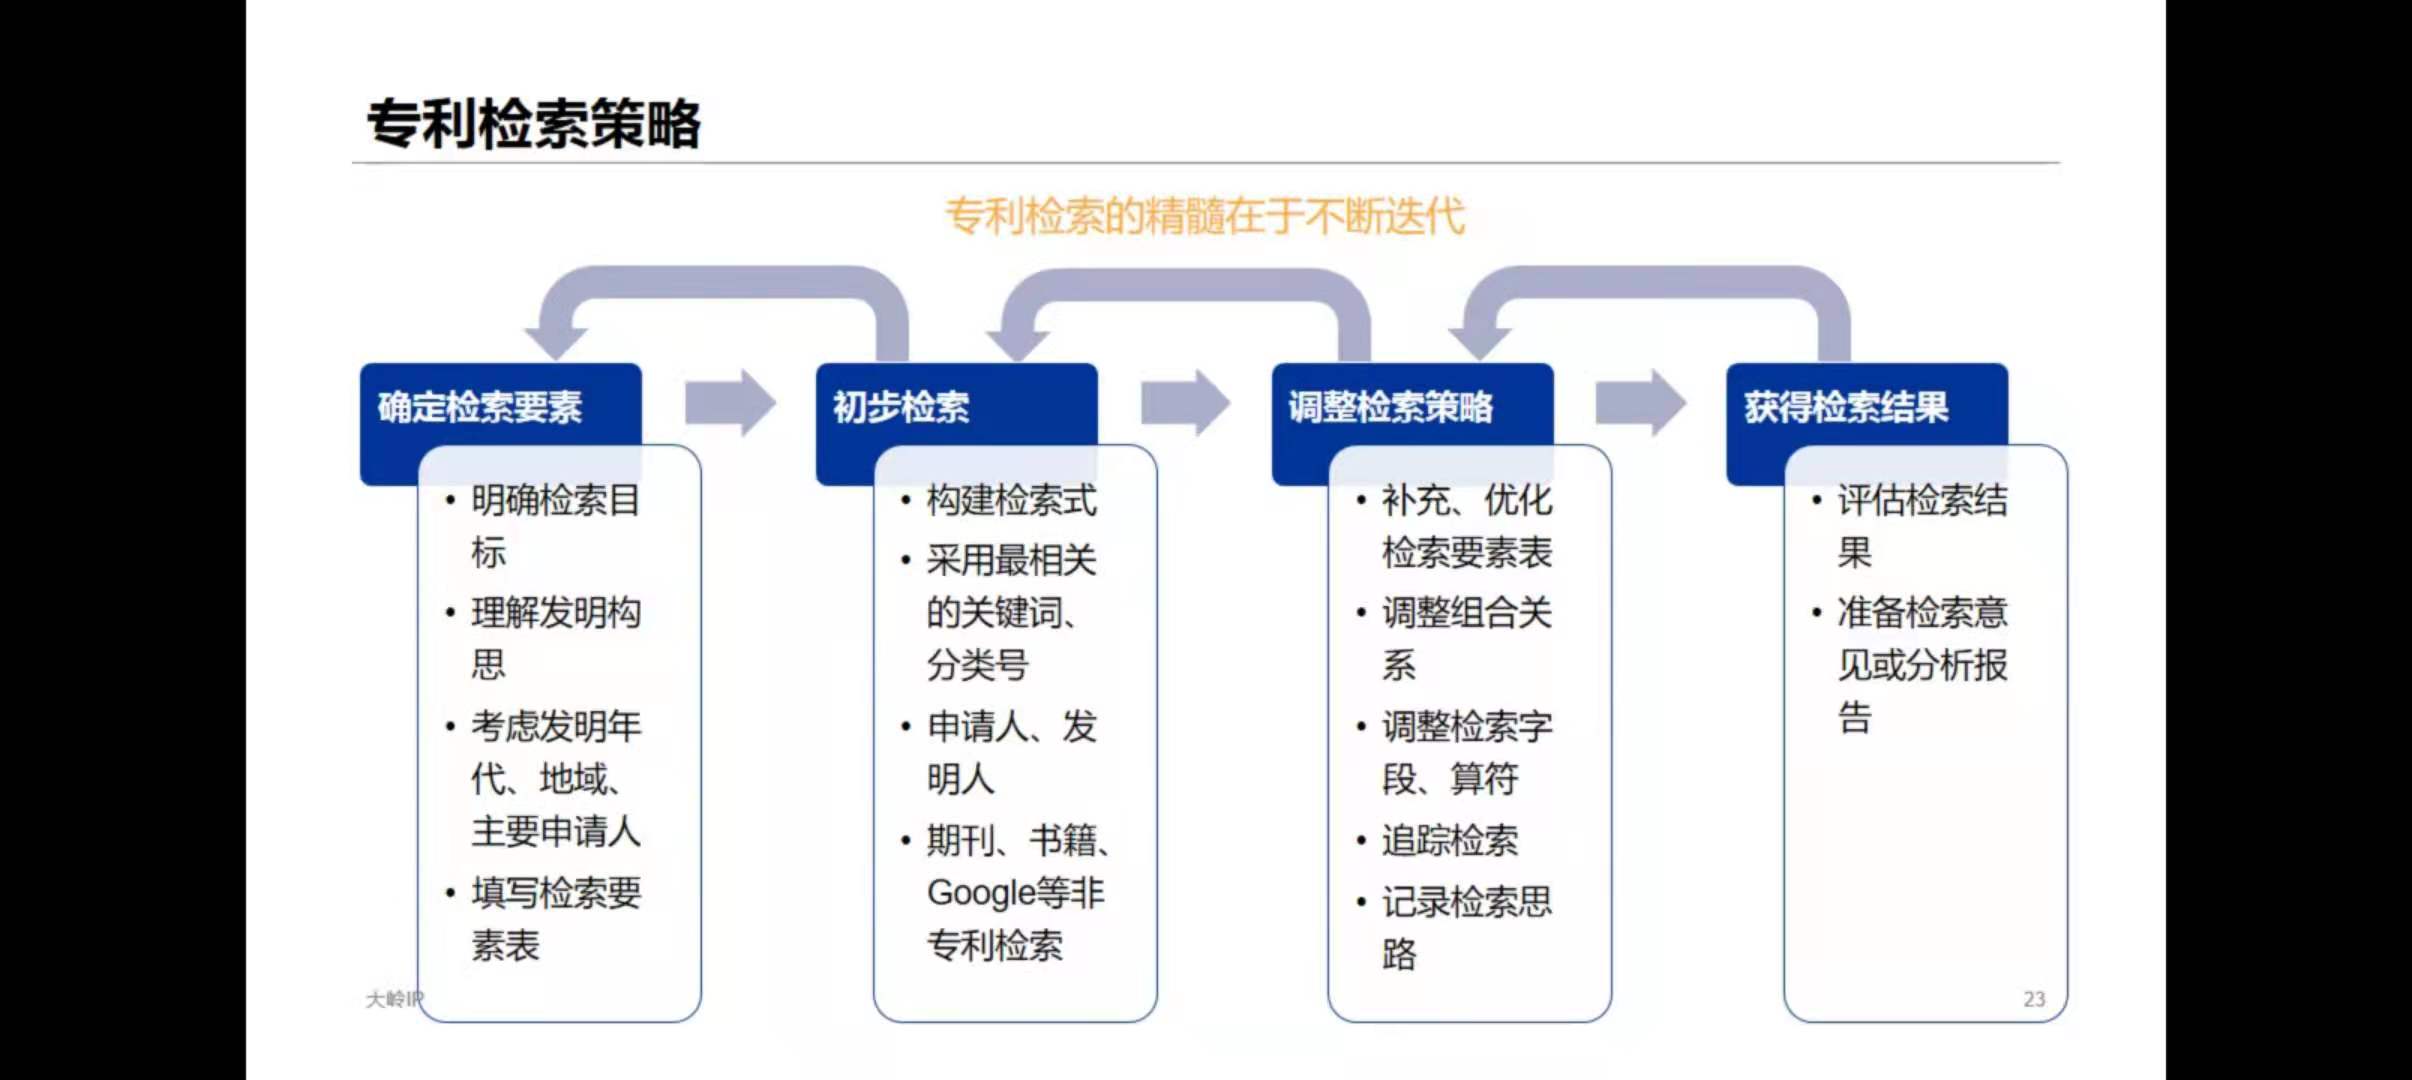 专利检索策略
专利检索的精髓在于不断迭代
确定检索要素
明确检索目
标
理解发明构
思
考虑发明年
代、地域、
主要申请人
填写检索要
素表
初步检索
构建检索式
采用最相关
的关键词、
分类号
申请人、发
明人
期刊、书籍、
Google等非
专利检索
调整检索策略
补充、优化
检索要素表
调整组合关
系
调整检索字
段、算符
追踪检索
记录检索思
路
获得检索结果
评估检索结
果
准备检索意
见或分析报
告
大岭IP
23